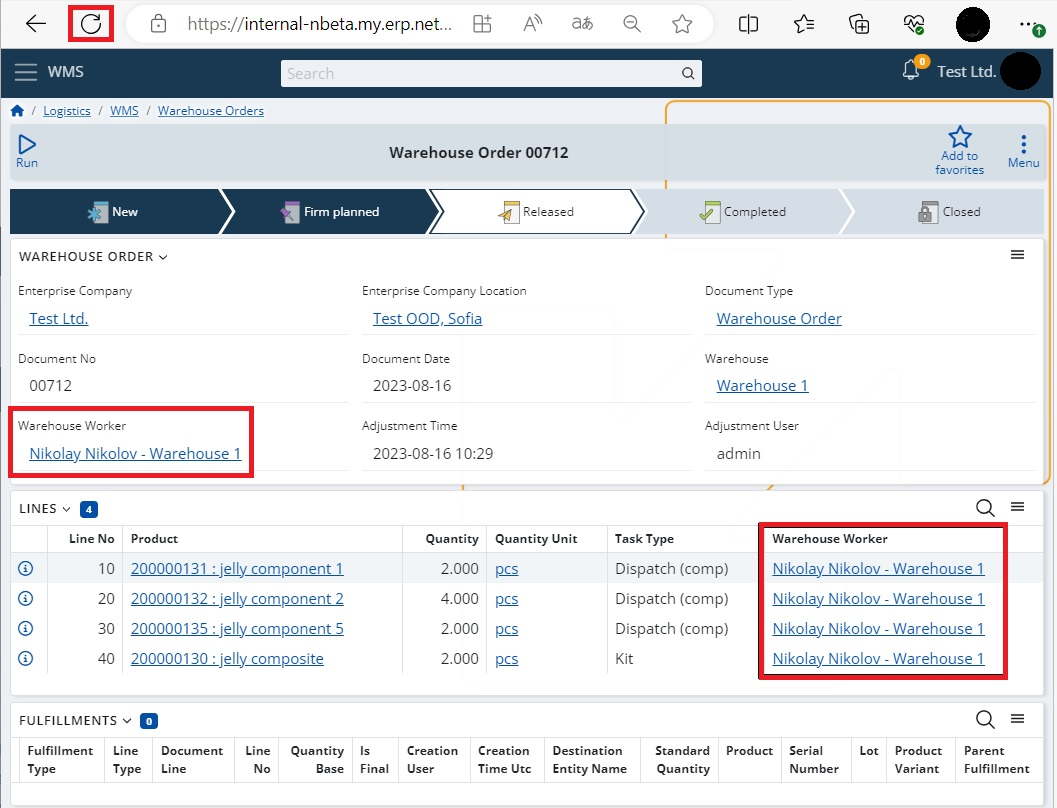 https://internal-nbeta.my.erp.net...
WMS
Search
0
Test Ltd.
/ Logistics / WMS / Warehouse Orders
Run
Warehouse Order 00712
Add to
favorites
Menu
New
Firm planned
Released
Completed
Closed
WAREHOUSE ORDER
Enterprise Company
Enterprise Company Location
Document Type
Test Ltd.
Test OOD, Sofia
Warehouse Order
Document No
Document Date
Warehouse
00712
2023-08-16
Warehouse 1
Warehouse Worker
Adjustment Time
Adjustment User
Nikolay Nikolov - Warehouse 1
2023-08-16 10:29
admin
LINES 4
Line No Product Quantity Quantity Unit Task Type Warehouse Worker
10 200000131 : jelly component 1 2.000 pcs Dispatch (comp) Nikolay Nikolov - Warehouse 1
20 200000132 : jelly component 2 4.000 pcs Dispatch (comp) Nikolay Nikolov - Warehouse 1
30 200000135 : jelly component 5 2.000 pcs Dispatch (comp) Nikolay Nikolov - Warehouse 1
40 200000130 : jelly composite 2.000 pcs Kit Nikolay Nikolov - Warehouse 1
FULFILLMENTS 0
Fulfillment Line Document Line Quantity Is Creation Creation Destination Standard Product Serial Lot Product Parent
Type Type Line No Base Final User Time Utc Entity Name Quantity Number Variant Fulfillment